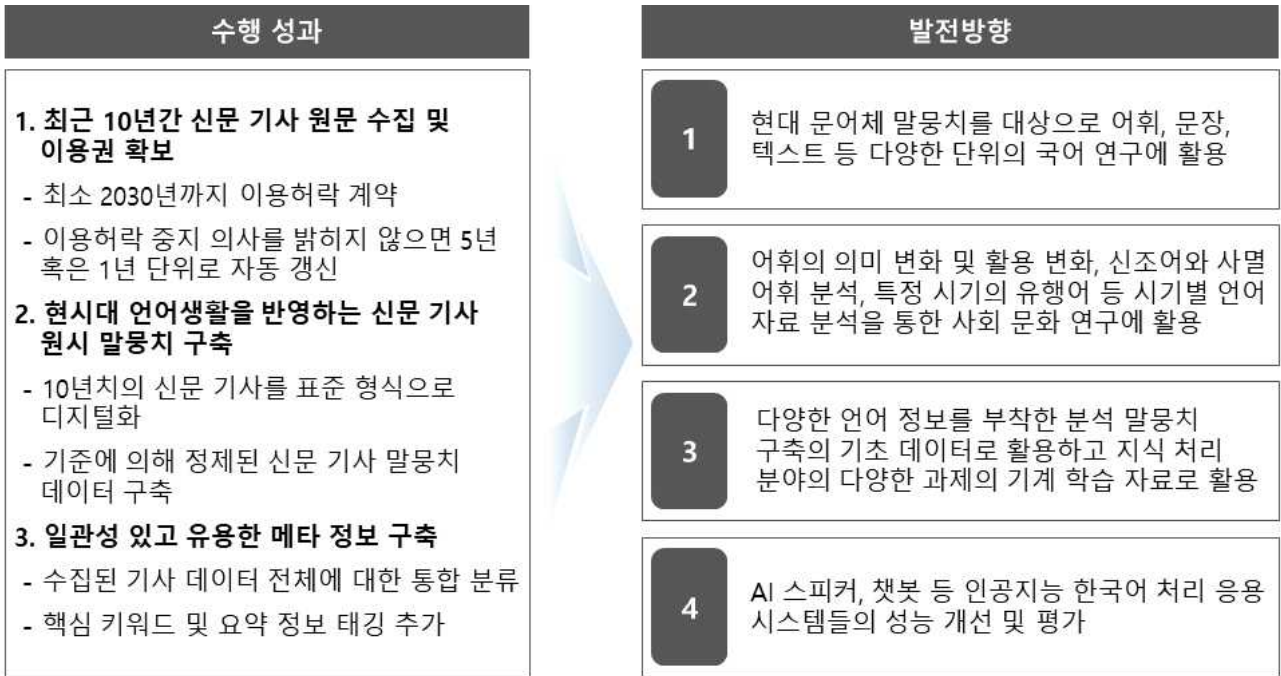 수행 성과
1. 최근 10년간 신문 기사 원문 수집 및
이용권 확보
- 최소 2030년까지 이용허락 계약
- 이용허락 중지 의사를 밝히지 않으면 5년
혹은 1년 단위로 자동 갱신
2. 현시대 언어생활을 반영하는 신문 기사
원시 말뭉치 구축
- 10년치의 신문 기사를 표준 형식으로
디지털화
- 기준에 의해 정제된 신문 기사 말뭉치
데이터 구축
3. 일관성 있고 유용한 메타 정보 구축
- 수집된 기사 데이터 전체에 대한 통합 분류
- 핵심 키워드 및 요약 정보 태깅 추가
발전방향
1
현대 문어체 말뭉치를 대상으로 어휘, 문장,
텍스트 등 다양한 단위의 국어 연구에 활용
2
어휘의 의미 변화 및 활용 변화, 신조어와 사멸
어휘 분석, 특정 시기의 유행어 등 시기별 언어
자료 분석을 통한 사회 문화 연구에 활용
3
다양한 언어 정보를 부착한 분석 말뭉치
구축의 기초 데이터로 활용하고 지식 처리
분야의 다양한 과제의 기계 학습 자료로 활용
4
AI 스피커, 챗봇 등 인공지능 한국어 처리 응용
시스템들의 성능 개선 및 평가